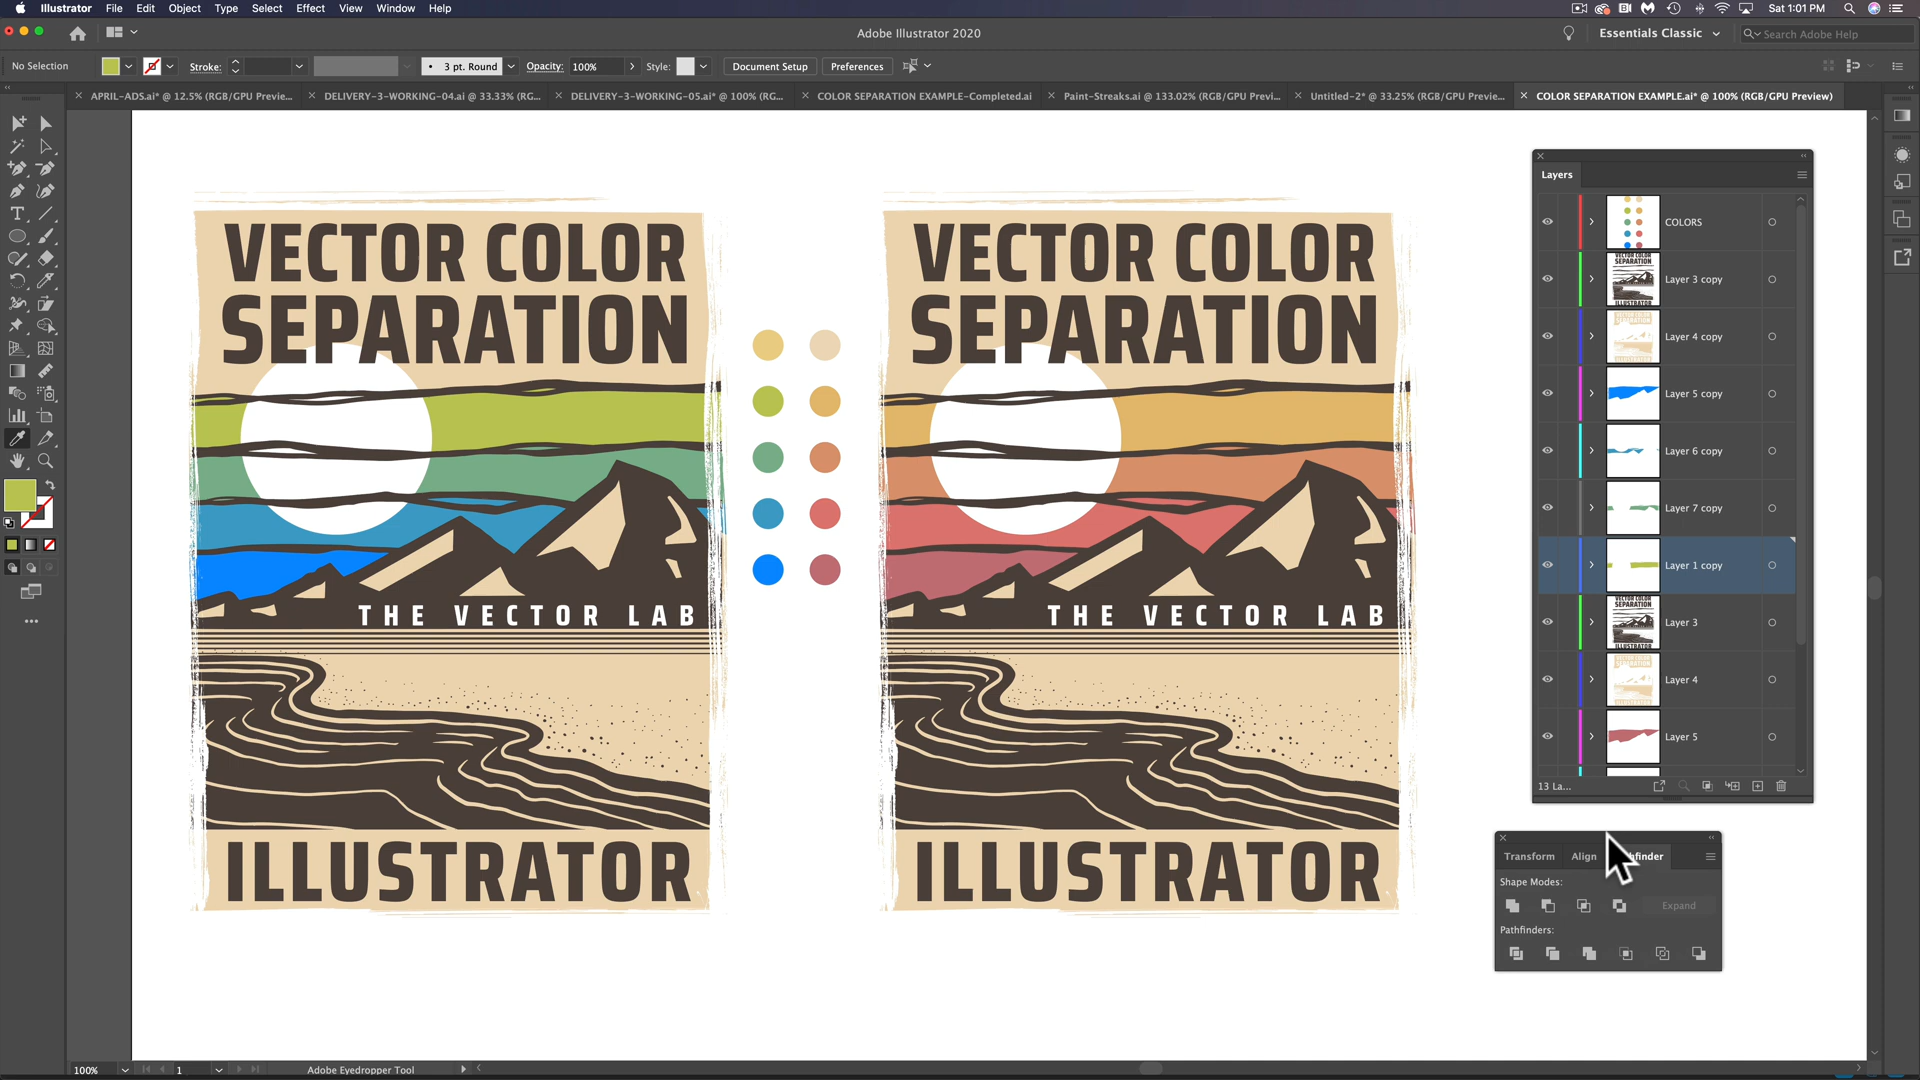 Illustrator File Edit Object Type Select Effect View Window Help
Sat 1:01 PM
Adobe Illustrator 2020
Essentials Classic
Search Adobe Help
No Selection
Stroke:
3 pt. Round
Opacity: 100%
Style:
Document Setup
Preferences
APRIL-ADS.ai* @ 12.5% (RGB/GPU Previe...
DELIVERY-3-WORKING-04.ai @ 33.33% (RG...
DELIVERY-3-WORKING-05.ai* @ 100% (RG...
COLOR SEPARATION EXAMPLE-Completed.ai
Paint-Streaks.ai @ 133.02% (RGB/GPU Previ...
Untitled-2* @ 33.25% (RGB/GPU Previe...
COLOR SEPARATION EXAMPLE.ai* @ 100% (RGB/GPU Preview)
VECTOR COLOR
SEPARATION
THE VECTOR LAB
ILLUSTRATOR
VECTOR COLOR
SEPARATION
THE VECTOR LAB
ILLUSTRATOR
Layers
COLORS
VECTOR COLOR
SEPARATION
ILLUSTRATOR
Layer 3 copy
Layer 4 copy
Layer 5 copy
Layer 6 copy
Layer 7 copy
Layer 1 copy
Layer 3
Layer 4
Layer 5
13 La...
Transform Align hfinder
Shape Modes:
Expand
Pathfinders:
100%
1
Adobe Eyedropper Tool